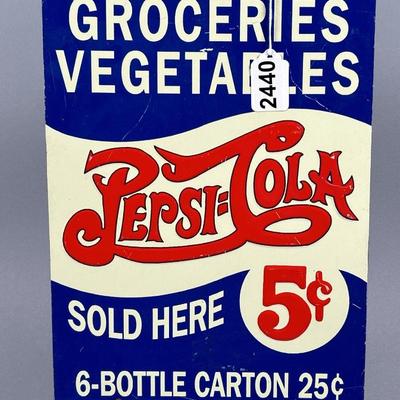 GROCERIES
VEGETABLES
2440
PEPSI=COLA
SOLD HERE 5¢
6-BOTTLE CARTON 25¢